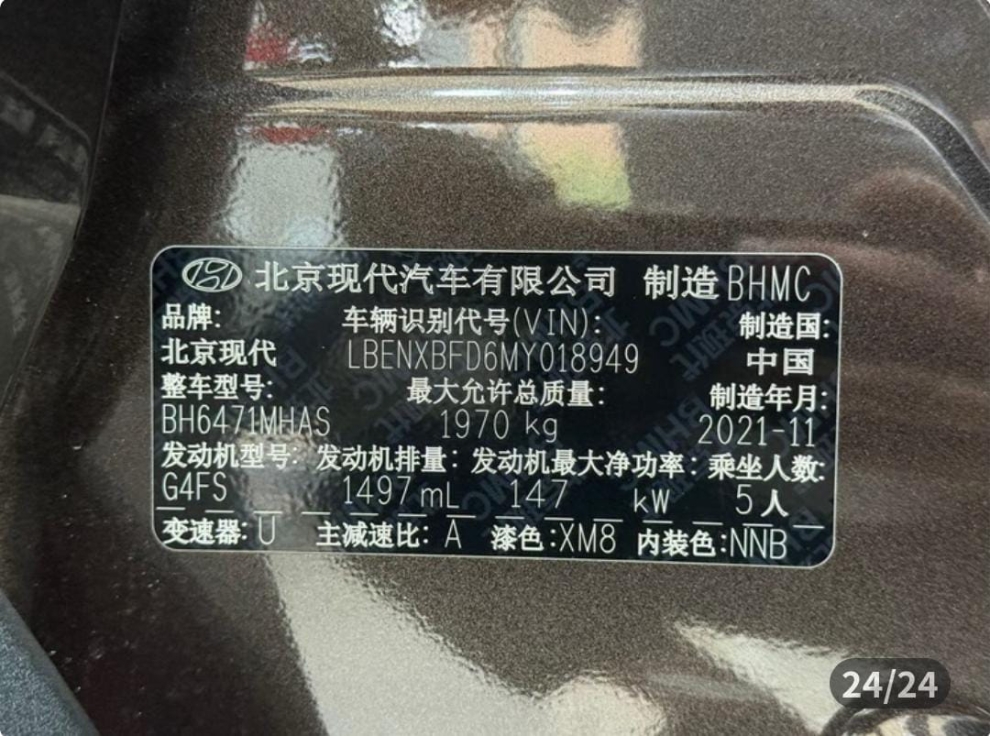 北京现代汽车有限公司 制造 BHMC
品牌: 车辆识别代号(VIN): 制造国:
北京现代 LBENXBFD6MY018949 中国
整车型号: 最大允许总质量: 制造年月:
BH6471MHAS 1970 kg 2021-11
发动机型号: 发动机排量: 发动机最大净功率: 乘坐人数:
G4FS 1497 mL 147 kW 5 人
变速器: U 主减速比: A 漆色:XM8 内装色:NNB
24/24